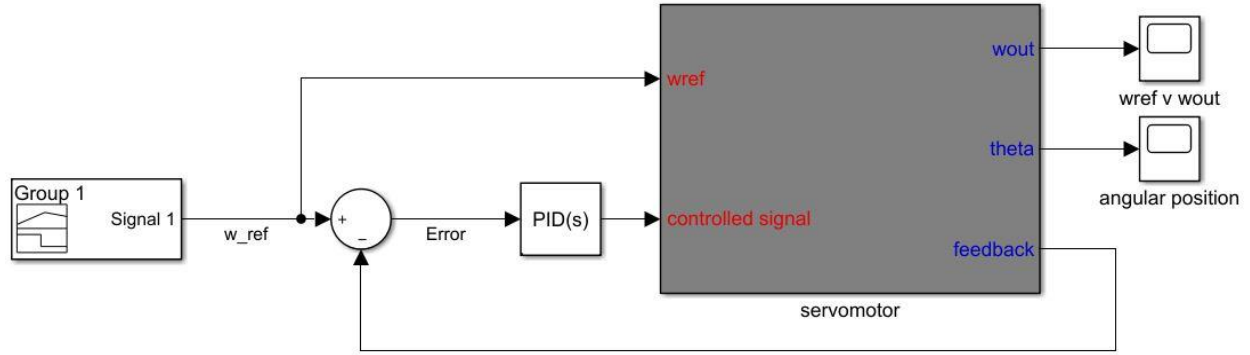 Group 1
Signal 1
w_ref
+
−
Error
PID(s)
wref
controlled signal
wout
theta
feedback
servomotor
wref v wout
angular position